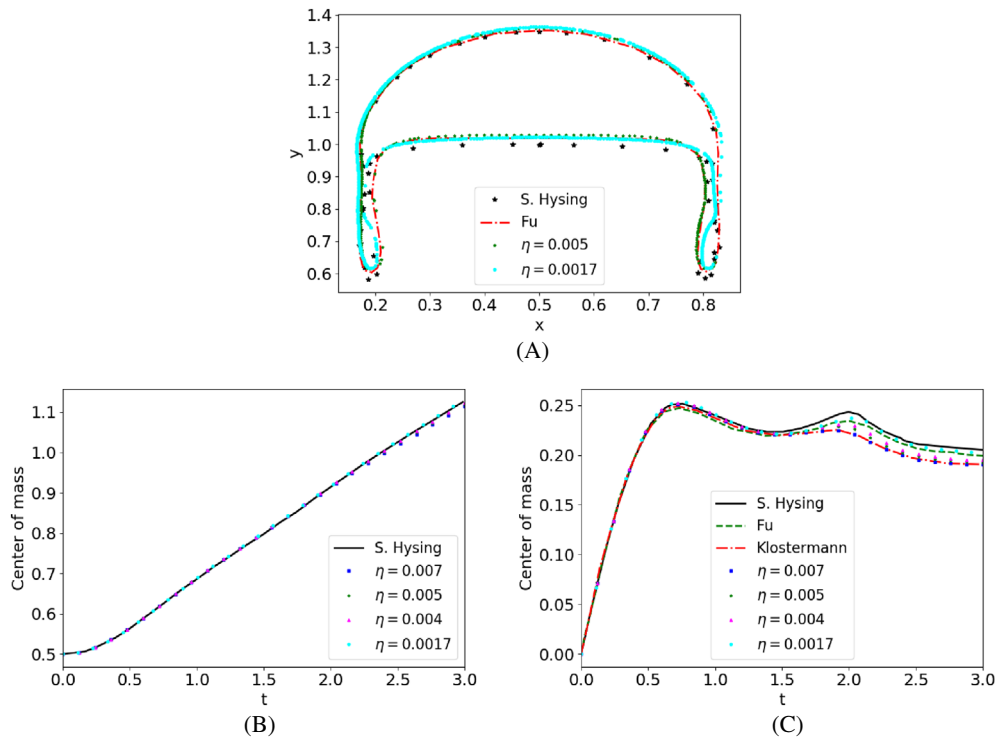 1.4
1.3
1.2
1.1
1.0
0.9
0.8
0.7
0.6
y
0.2 0.3 0.4 0.5 0.6 0.7 0.8
x
S. Hysing
Fu
η = 0.005
η = 0.0017
(A)
1.1
1.0
0.9
0.8
0.7
0.6
0.5
Center of mass
0.0 0.5 1.0 1.5 2.0 2.5 3.0
t
S. Hysing
η = 0.007
η = 0.005
η = 0.004
η = 0.0017
(B)
0.25
0.20
0.15
0.10
0.05
0.00
Center of mass
0.0 0.5 1.0 1.5 2.0 2.5 3.0
t
S. Hysing
Fu
Klostermann
η = 0.007
η = 0.005
η = 0.004
η = 0.0017
(C)